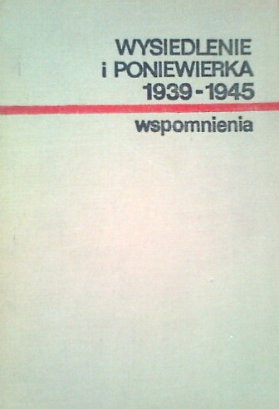 WYSIEDLENIE
i PONIEWIERKA
1939-1945
wspomnienia